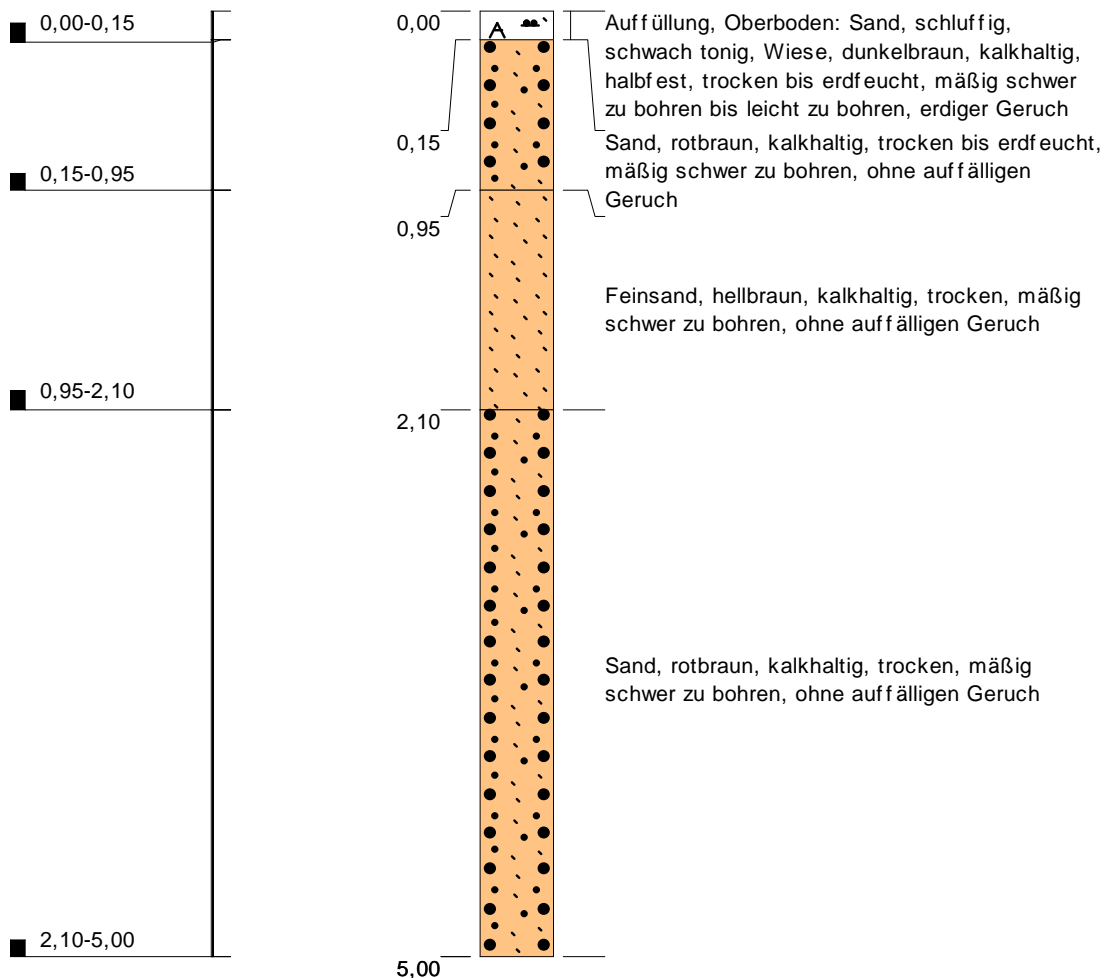 0,00-0,15
0,00
A
Auffüllung, Oberboden: Sand, schluffig,
schwach tonig, Wiese, dunkelbraun, kalkhaltig,
halbfest, trocken bis erdfeucht, mäßig schwer
zu bohren bis leicht zu bohren, erdiger Geruch
0,15
Sand, rotbraun, kalkhaltig, trocken bis erdfeucht,
mäßig schwer zu bohren, ohne auffälligen
Geruch
0,15-0,95
0,95
Feinsand, hellbraun, kalkhaltig, trocken, mäßig
schwer zu bohren, ohne auffälligen Geruch
0,95-2,10
2,10
Sand, rotbraun, kalkhaltig, trocken, mäßig
schwer zu bohren, ohne auffälligen Geruch
2,10-5,00
5,00